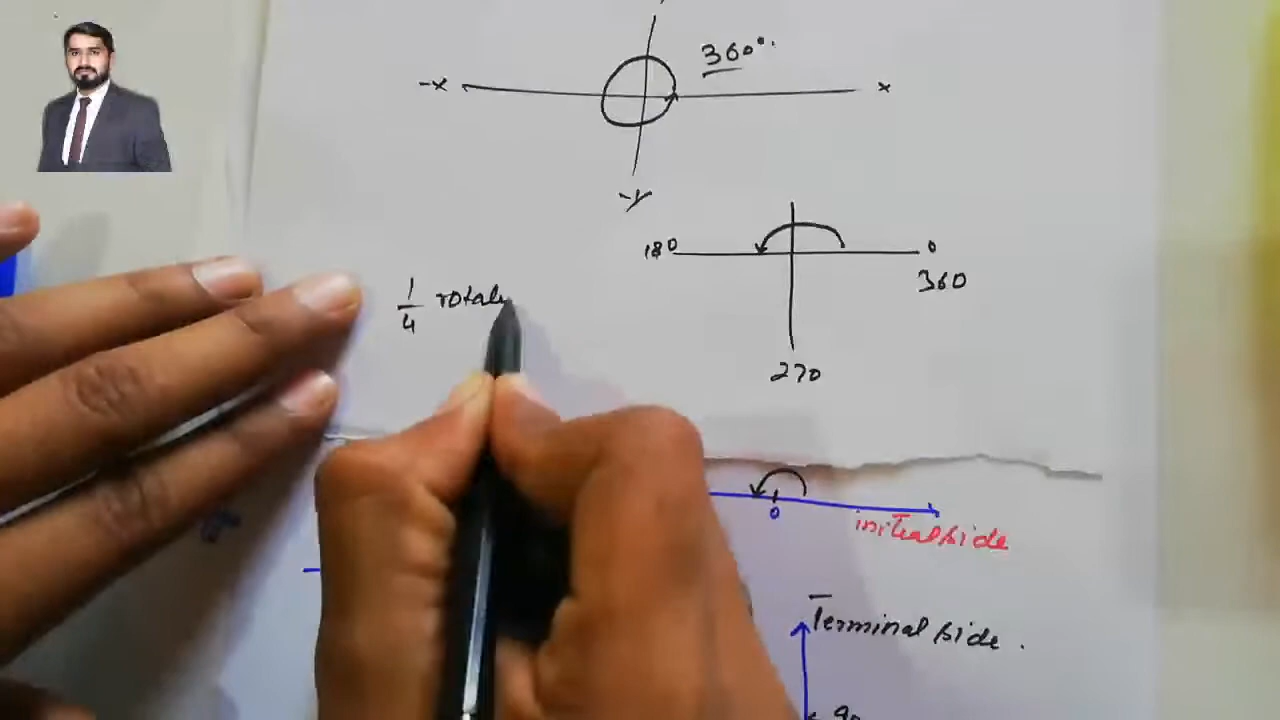 360°
-x x
-y
180 0
360
1/4 rotat
270
0
initial side
Terminal side.
90